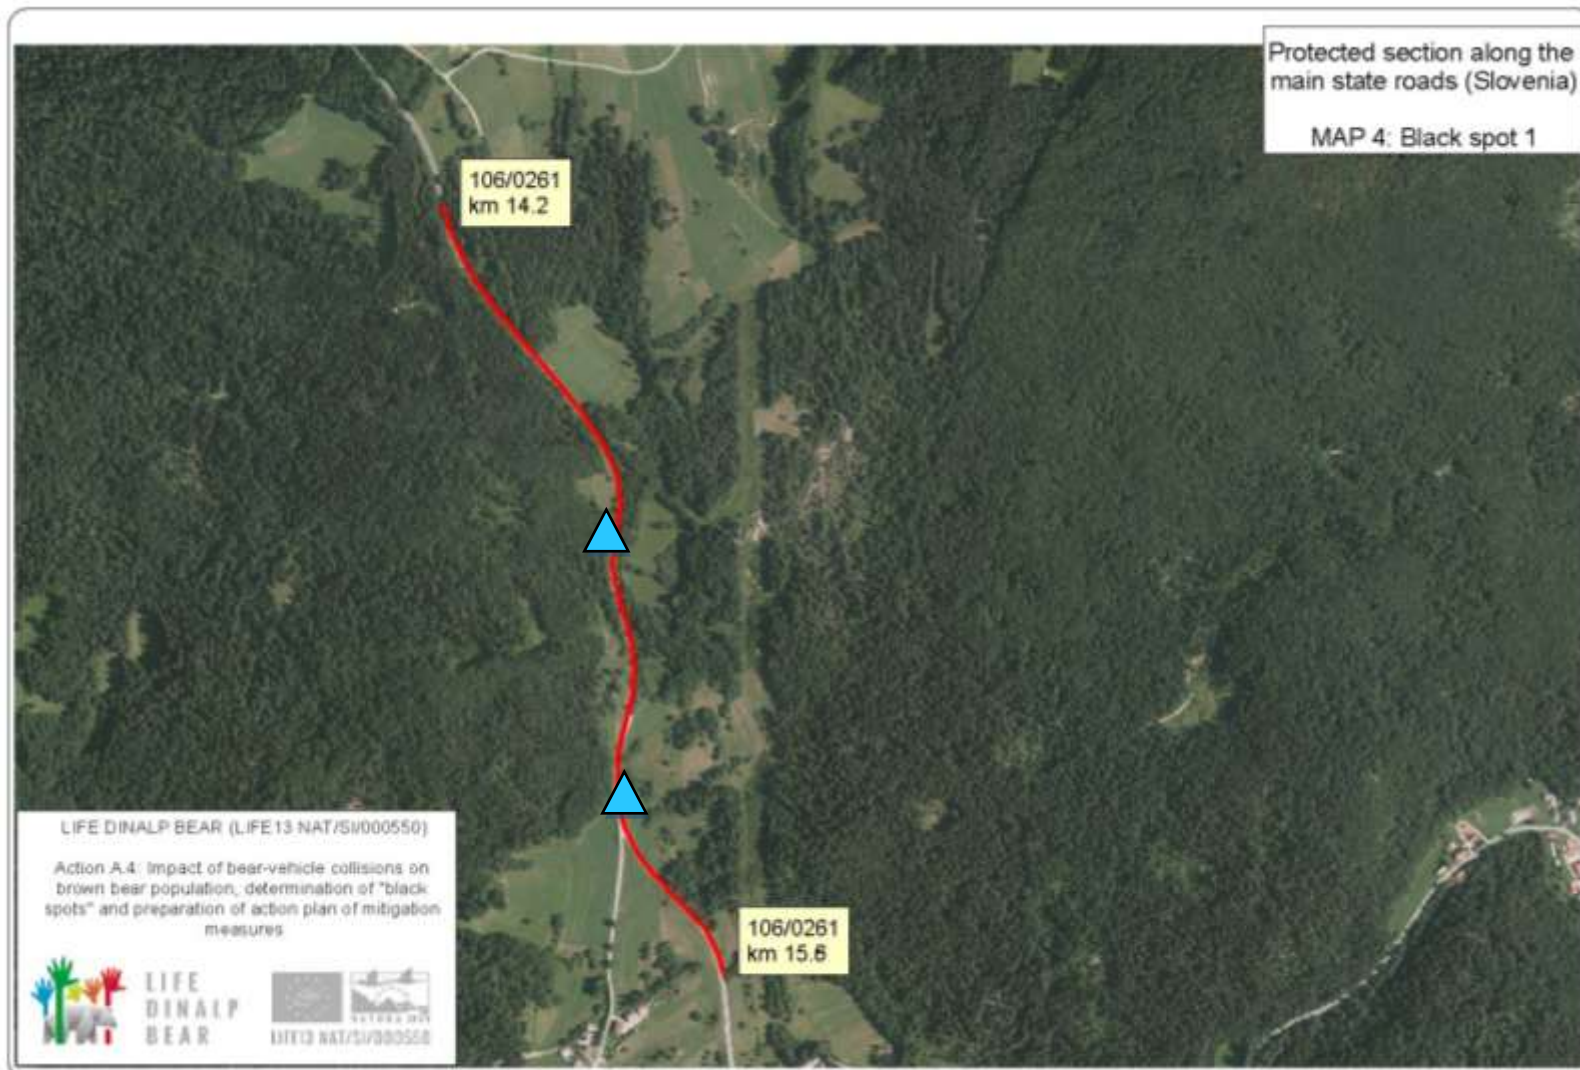 Protected section along the
main state roads (Slovenia)
MAP 4: Black spot 1
106/0261
km 14.2
106/0261
km 15.6
LIFE DINALP BEAR (LIFE13 NAT/SI/000550)
Action A.4: Impact of bear-vehicle collisions on
brown bear population, determination of "black
spots" and preparation of action plan of mitigation
measures
LIFE
DINALP
BEAR
NATURA 2000
LIFE13 NAT/SI/000550